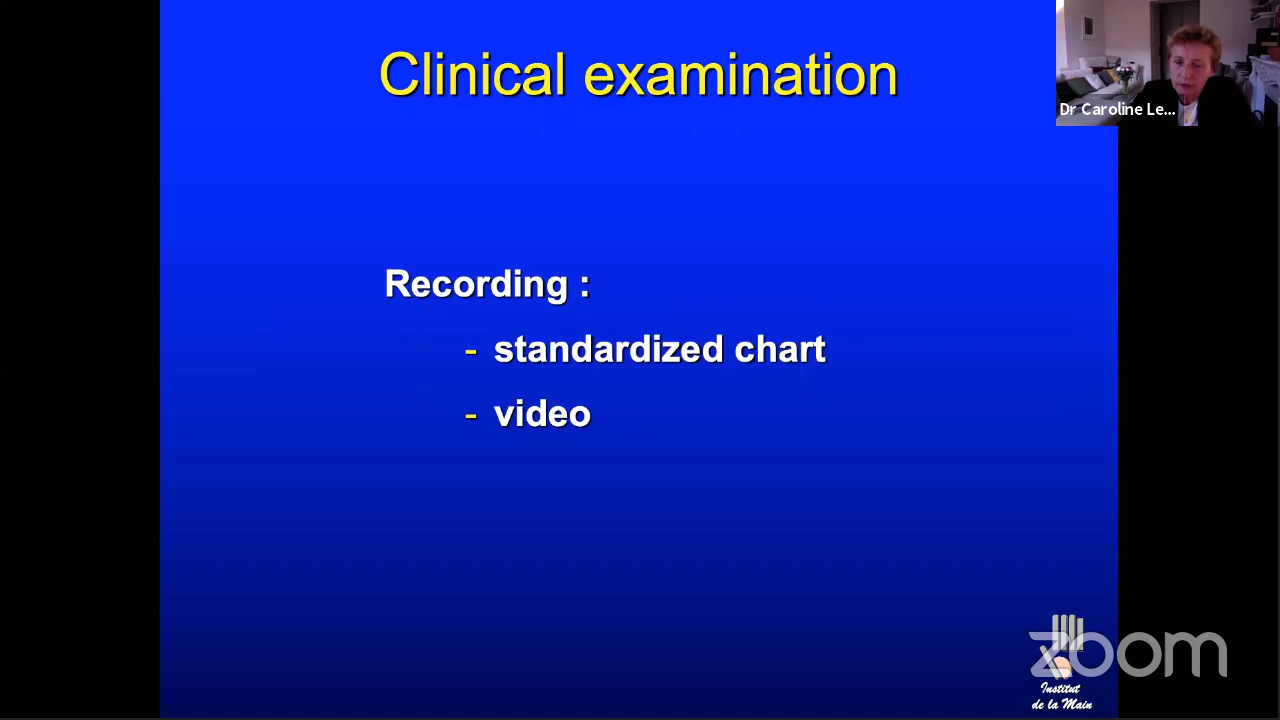 Clinical examination
Dr Caroline Le...
Recording :
- standardized chart
- video
zoom
Institut
de la Main